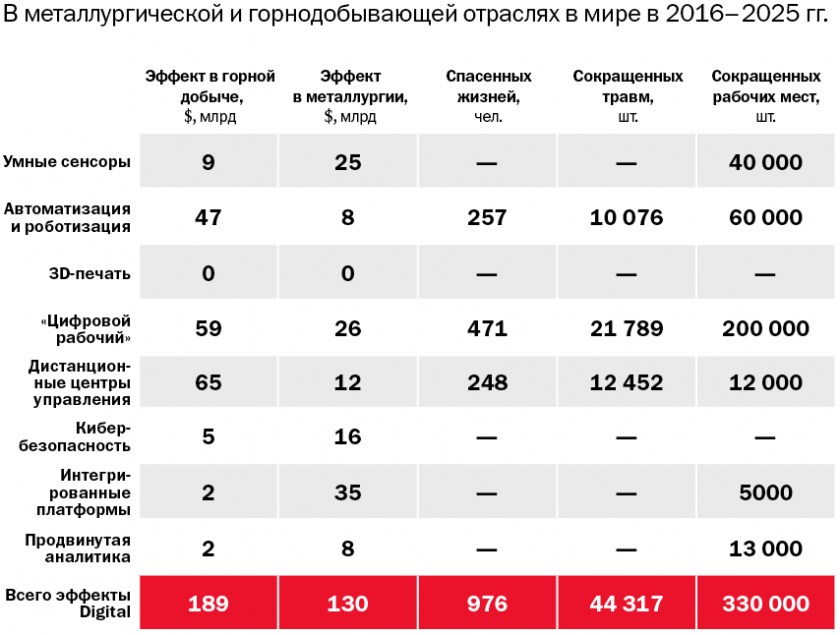 В металлургической и горнодобывающей отраслях в мире в 2016–2025 гг.
Эффект в горной
добыче,
$, млрд
Эффект
в металлургии,
$, млрд
Спасенных
жизней,
чел.
Сокращенных
травм,
шт.
Сокращенных
рабочих мест,
шт.
Умные сенсоры
9 25 — — 40 000
Автоматизация
и роботизация
47 8 257 10 076 60 000
3D-печать
0 0 — — —
«Цифровой
рабочий»
59 26 471 21 789 200 000
Дистанцион-
ные центры
управления
65 12 248 12 452 12 000
Кибер-
безопасность
5 16 — — —
Интегри-
рованные
платформы
2 35 — — 5000
Продвинутая
аналитика
2 8 — — 13 000
Всего эффекты
Digital
189 130 976 44 317 330 000